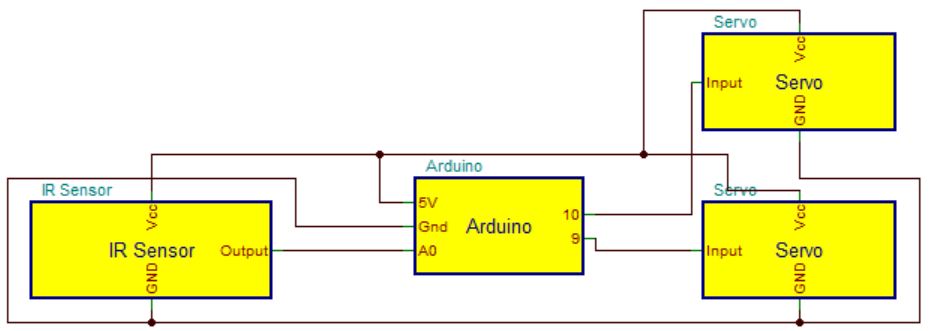 Servo
Vcc
Input
Servo
GND
Arduino
5V
Gnd
A0
Arduino
10
9
IR Sensor
Vcc
IR Sensor
Output
GND
Servo
Vcc
Input
Servo
GND